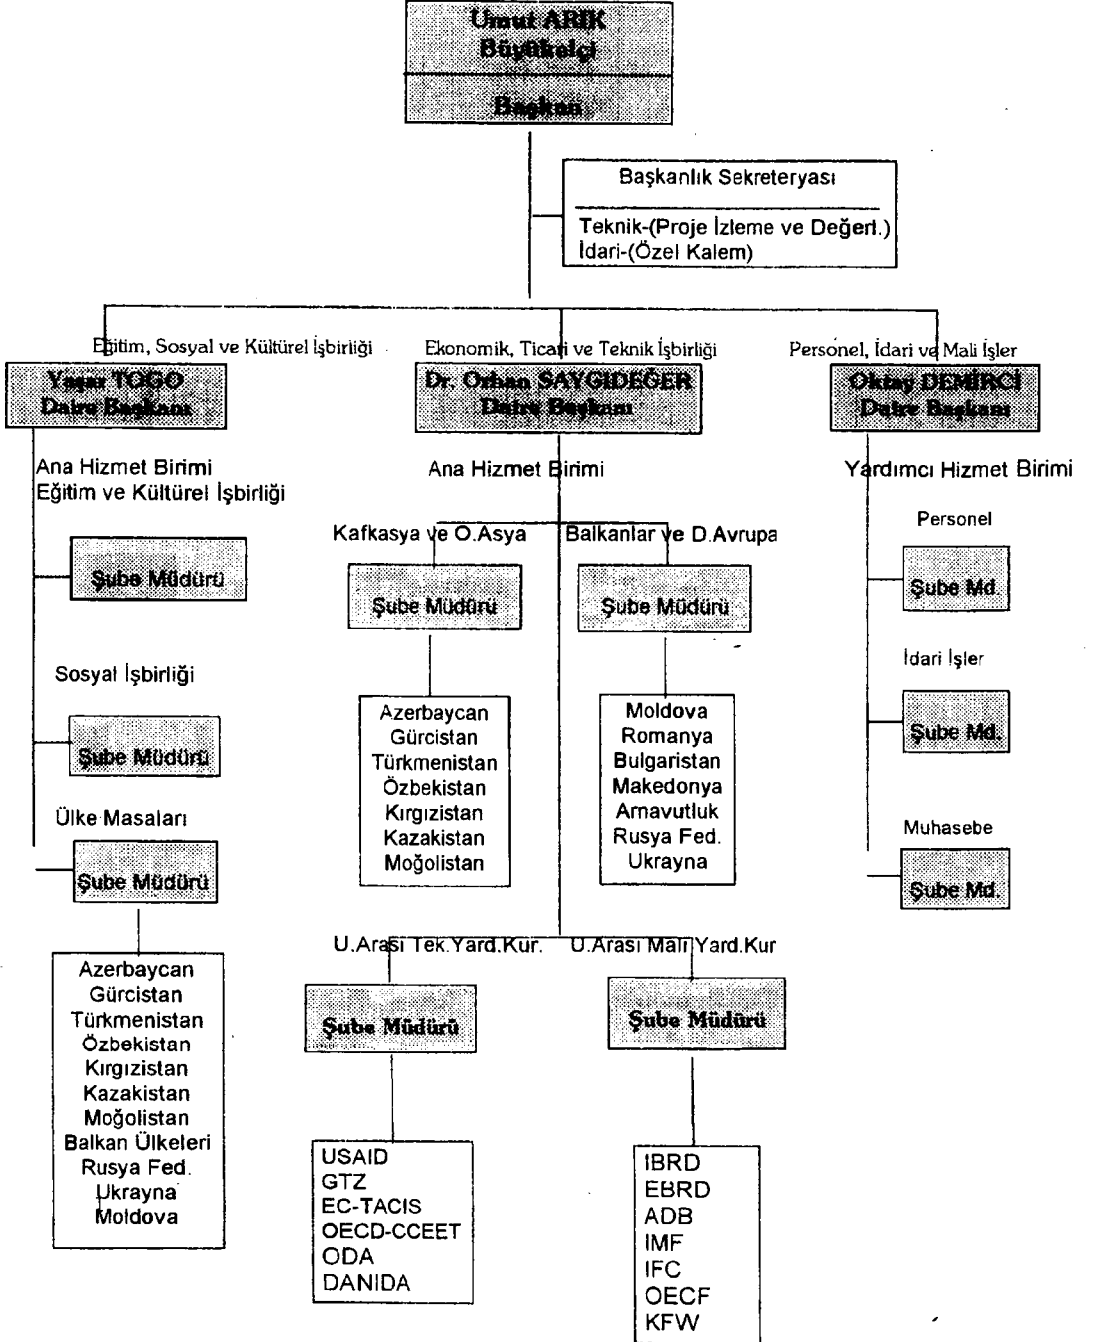 Umut ARIK
Büyükelçi
Başkan
Başkanlık Sekreteryası
Teknik-(Proje İzleme ve Değerl.)
İdari-(Özel Kalem)
Eğitim, Sosyal ve Kültürel İşbirliği
Yaşar TOGO
Daire Başkanı
Ana Hizmet Birimi
Eğitim ve Kültürel İşbirliği
Şube Müdürü
Sosyal İşbirliği
Şube Müdürü
Ülke Masaları
Şube Müdürü
Azerbaycan
Gürcistan
Türkmenistan
Özbekistan
Kırgızistan
Kazakistan
Moğolistan
Balkan Ülkeleri
Rusya Fed.
Ukrayna
Moldova
Ekonomik, Ticari ve Teknik İşbirliği
Dr. Orhan SAYGIDEĞER
Daire Başkanı
Ana Hizmet Birimi
Kafkasya ve O.Asya
Şube Müdürü
Azerbaycan
Gürcistan
Türkmenistan
Özbekistan
Kırgızistan
Kazakistan
Moğolistan
Balkanlar ve D.Avrupa
Şube Müdürü
Moldova
Romanya
Bulgaristan
Makedonya
Arnavutluk
Rusya Fed.
Ukrayna
U.Arası Tek.Yard.Kur.
Şube Müdürü
USAID
GTZ
EC-TACIS
OECD-CCEET
ODA
DANIDA
U.Arası Mali Yard.Kur
Şube Müdürü
IBRD
EBRD
ADB
IMF
IFC
OECF
KFW
Personel, İdari ve Mali İşler
Oktay DEMİRCİ
Daire Başkanı
Yardımcı Hizmet Birimi
Personel
Şube Md.
İdari İşler
Şube Md.
Muhasebe
Şube Md.